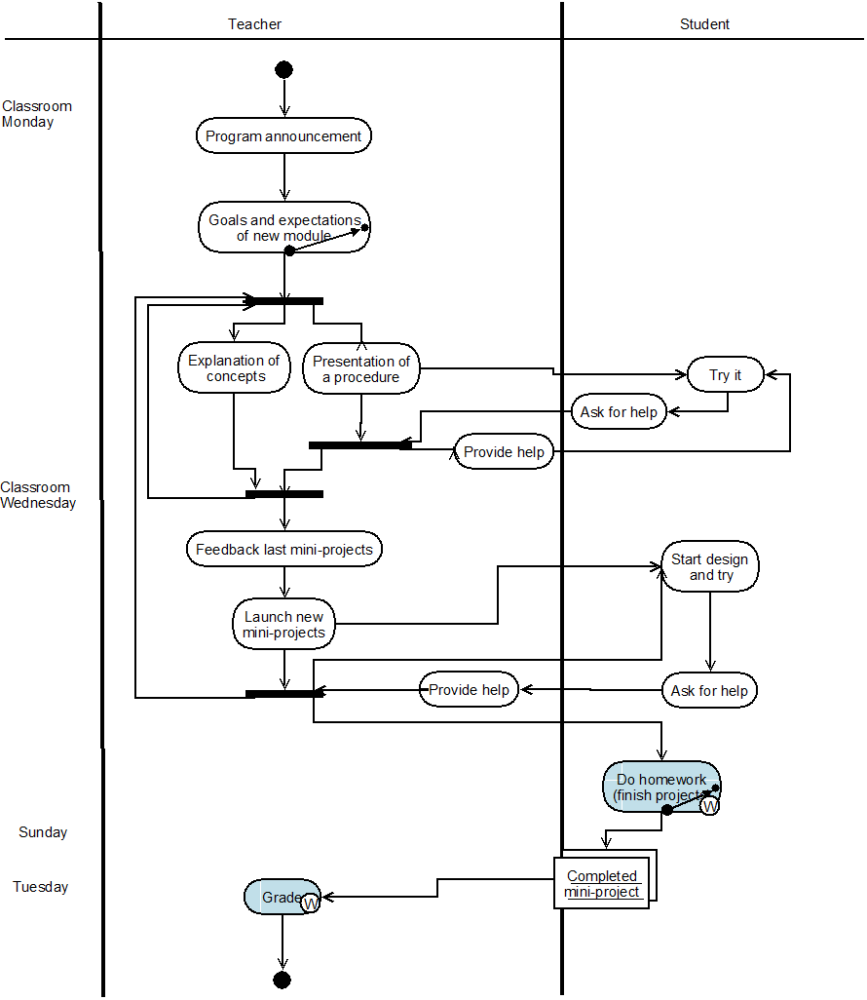 Teacher
Student
Classroom
Monday
Program announcement
Goals and expectations
of new module
Explanation of
concepts
Presentation of
a procedure
Try it
Ask for help
Provide help
Classroom
Wednesday
Feedback last mini-projects
Start design
and try
Launch new
mini-projects
Provide help
Ask for help
Do homework
(finish projects
W
Sunday
Completed
mini-project
Tuesday
Grade
W